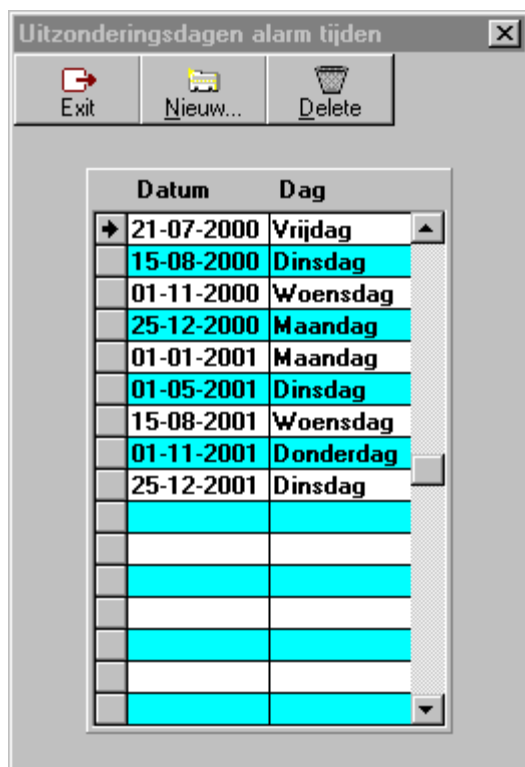 Uitzonderingsdagen alarm tijden
Exit Nieuw... Delete
Datum Dag
21-07-2000 Vrijdag
15-08-2000 Dinsdag
01-11-2000 Woensdag
25-12-2000 Maandag
01-01-2001 Maandag
01-05-2001 Dinsdag
15-08-2001 Woensdag
01-11-2001 Donderdag
25-12-2001 Dinsdag